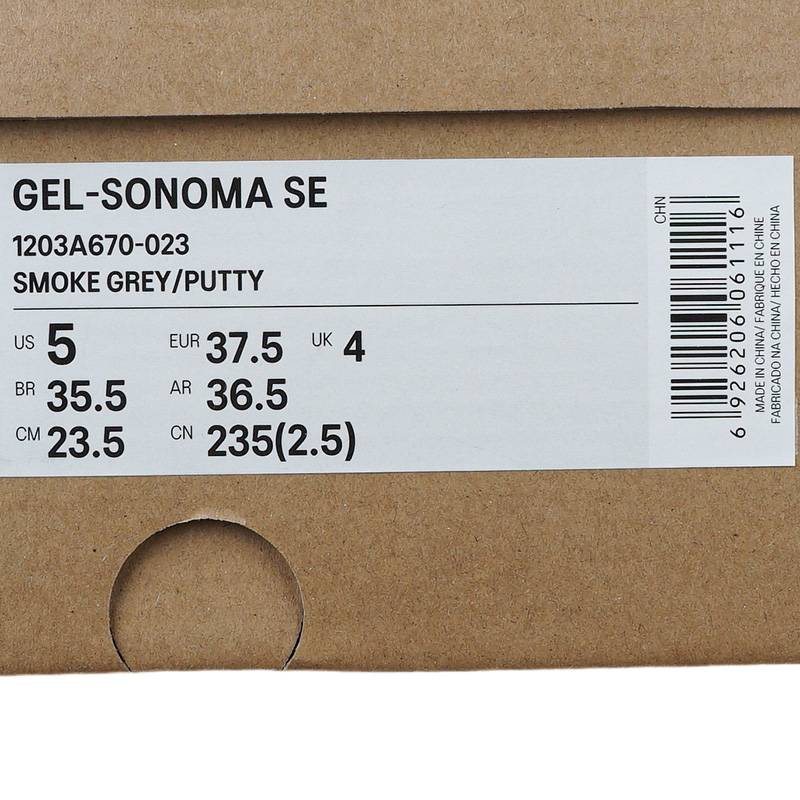 GEL-SONOMA SE
1203A670-023
SMOKE GREY/PUTTY
US 5 EUR 37.5 UK 4
BR 35.5 AR 36.5
CM 23.5 CN 235(2.5)
CHN
6 926206 061116
MADE IN CHINA/ FABRIQUE EN CHINE
FABRICADO NA CHINA/ HECHO EN CHINA